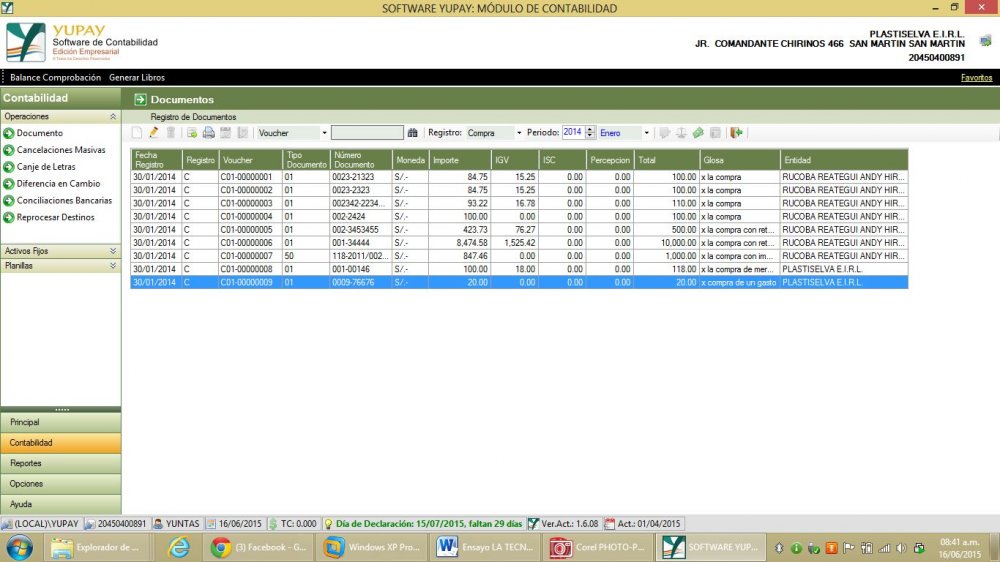 SOFTWARE YUPAY: MÓDULO DE CONTABILIDAD
YUPAY
Software de Contabilidad
Edición Empresarial
PLASTISELVA E.I.R.L.
JR. COMANDANTE CHIRINOS 466 SAN MARTIN SAN MARTIN
20450400891
Balance Comprobación Generar Libros Favoritos
Contabilidad
Operaciones
Documento
Cancelaciones Masivas
Canje de Letras
Diferencia en Cambio
Conciliaciones Bancarias
Reprocesar Destinos
Activos Fijos
Planillas
Principal
Contabilidad
Reportes
Opciones
Ayuda
Documentos
Registro de Documentos
Voucher Registro: Compra Periodo: 2014 Enero
Fecha Registro Registro Voucher Tipo Documento Número Documento Moneda Importe IGV ISC Percepcion Total Glosa Entidad
30/01/2014 C C01-00000001 01 0023-21323 S/.- 84.75 15.25 0.00 0.00 100.00 x la compra RUCOBA REATEGUI ANDY HIR...
30/01/2014 C C01-00000002 01 0023-2323 S/.- 84.75 15.25 0.00 0.00 100.00 x la compra RUCOBA REATEGUI ANDY HIR...
30/01/2014 C C01-00000003 01 002342-2234... S/.- 93.22 16.78 0.00 0.00 110.00 x la compra RUCOBA REATEGUI ANDY HIR...
30/01/2014 C C01-00000004 01 002-2424 S/.- 100.00 0.00 0.00 0.00 100.00 x la compra RUCOBA REATEGUI ANDY HIR...
30/01/2014 C C01-00000005 01 002-3453455 S/.- 423.73 76.27 0.00 0.00 500.00 x la compra con ret... RUCOBA REATEGUI ANDY HIR...
30/01/2014 C C01-00000006 01 001-34444 S/.- 8,474.58 1,525.42 0.00 0.00 10,000.00 x la compra con ret... RUCOBA REATEGUI ANDY HIR...
30/01/2014 C C01-00000007 50 118-2011/002... S/.- 847.46 0.00 0.00 0.00 1,000.00 x la compra con im... RUCOBA REATEGUI ANDY HIR...
30/01/2014 C C01-00000008 01 001-00146 S/.- 100.00 18.00 0.00 0.00 118.00 x la compra de mer... PLASTISELVA E.I.R.L.
30/01/2014 C C01-00000009 01 0009-76676 S/.- 20.00 0.00 0.00 0.00 20.00 x compra de un gasto PLASTISELVA E.I.R.L.
(LOCAL)\YUPAY 20450400891 YUNTAS 16/06/2015 TC: 0.000 Día de Declaración: 15/07/2015, faltan 29 días Ver.Act.: 1.6.08 Act.: 01/04/2015
Explorador de ... (3) Facebook - G... Windows XP Pro... Ensayo LA TECN... Corel PHOTO-P... SOFTWARE YUP...
08:41 a.m.
16/06/2015